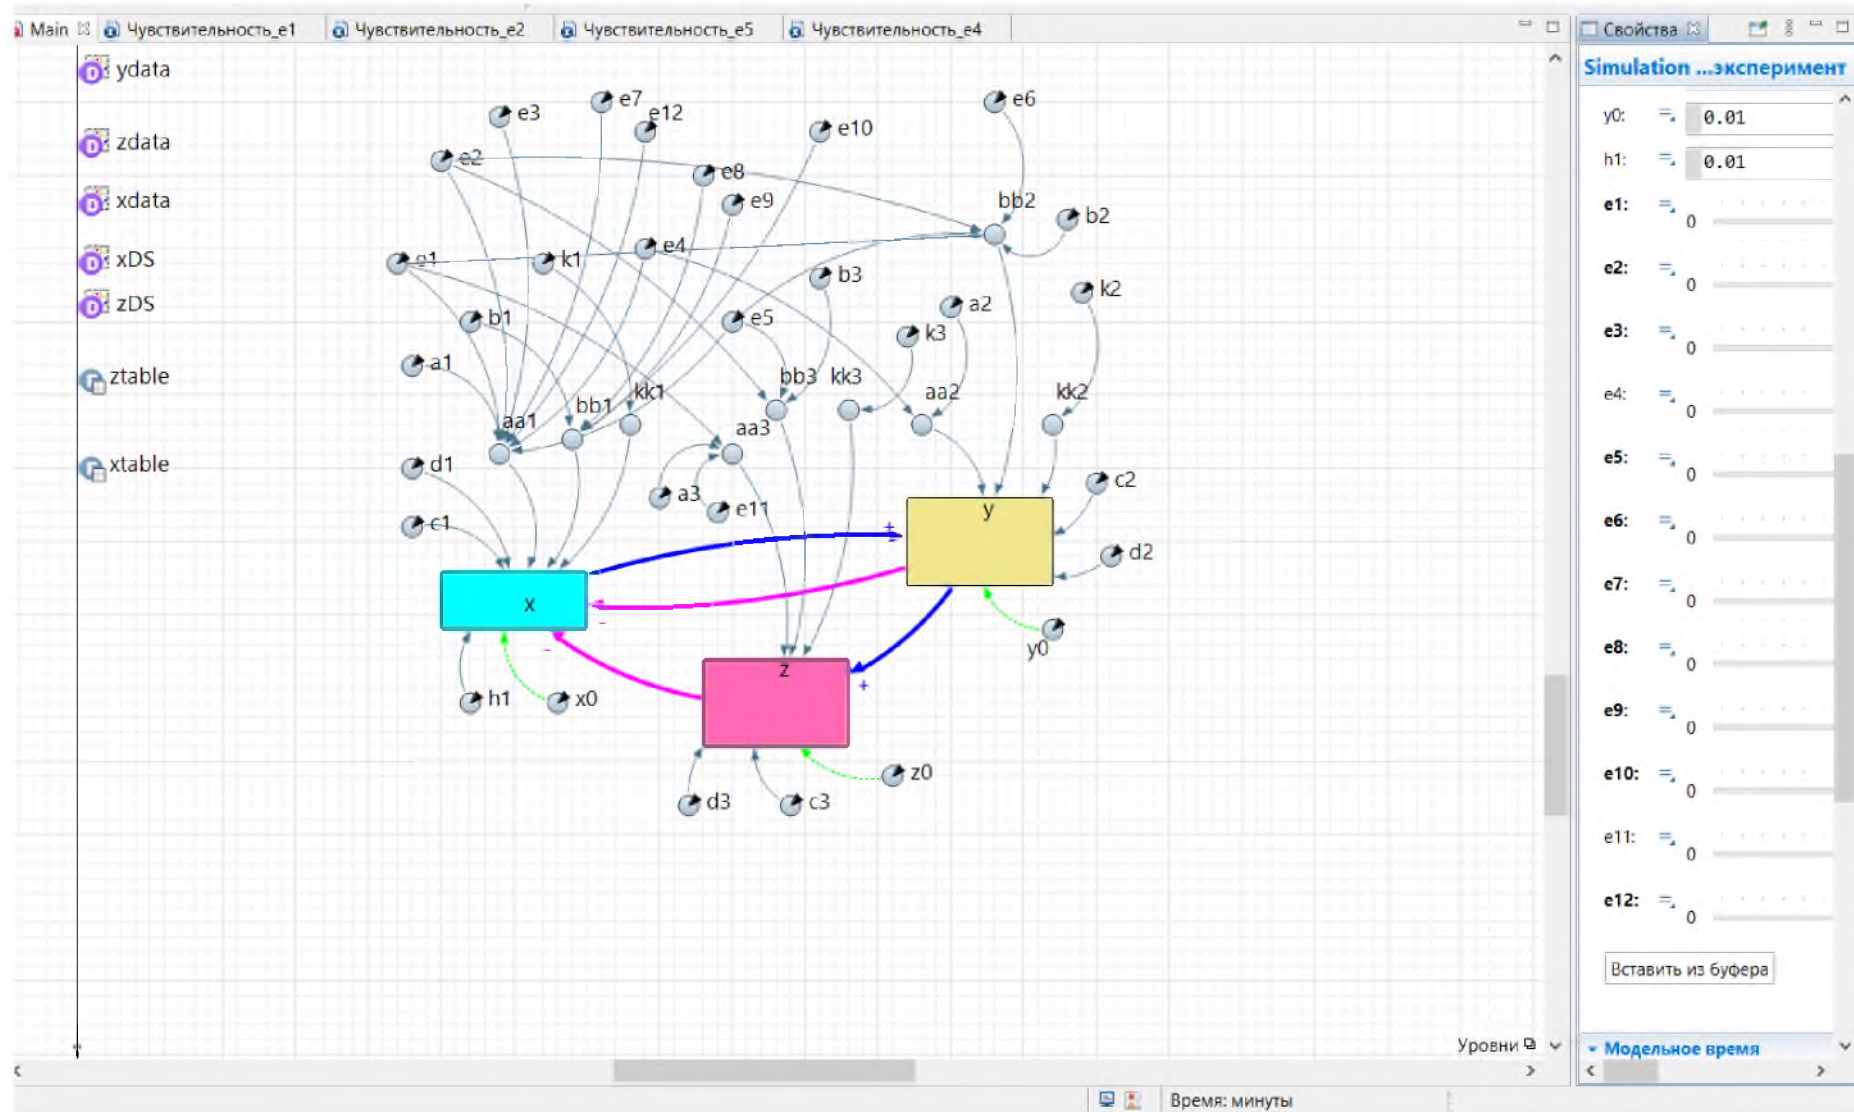 Main
Чувствительность_e1
Чувствительность_e2
Чувствительность_e5
Чувствительность_e4
Свойства
Simulation ...эксперимент
ydata
zdata
xdata
xDS
zDS
ztable
xtable
e3
e7
e12
e10
e6
e2
e8
e9
bb2
b2
e1
k1
e4
b3
k2
b1
e5
a2
k3
a1
bb3
kk3
kk1
aa2
kk2
bb1
aa1
aa3
d1
a3
e11
c2
c1
y
d2
+
x
-
-
y0
z
+
h1
x0
z0
d3
c3
y0:
0.01
h1:
0.01
e1:
0
e2:
0
e3:
0
e4:
0
e5:
0
e6:
0
e7:
0
e8:
0
e9:
0
e10:
0
e11:
0
e12:
0
Вставить из буфера
Уровни
Модельное время
Время: минуты